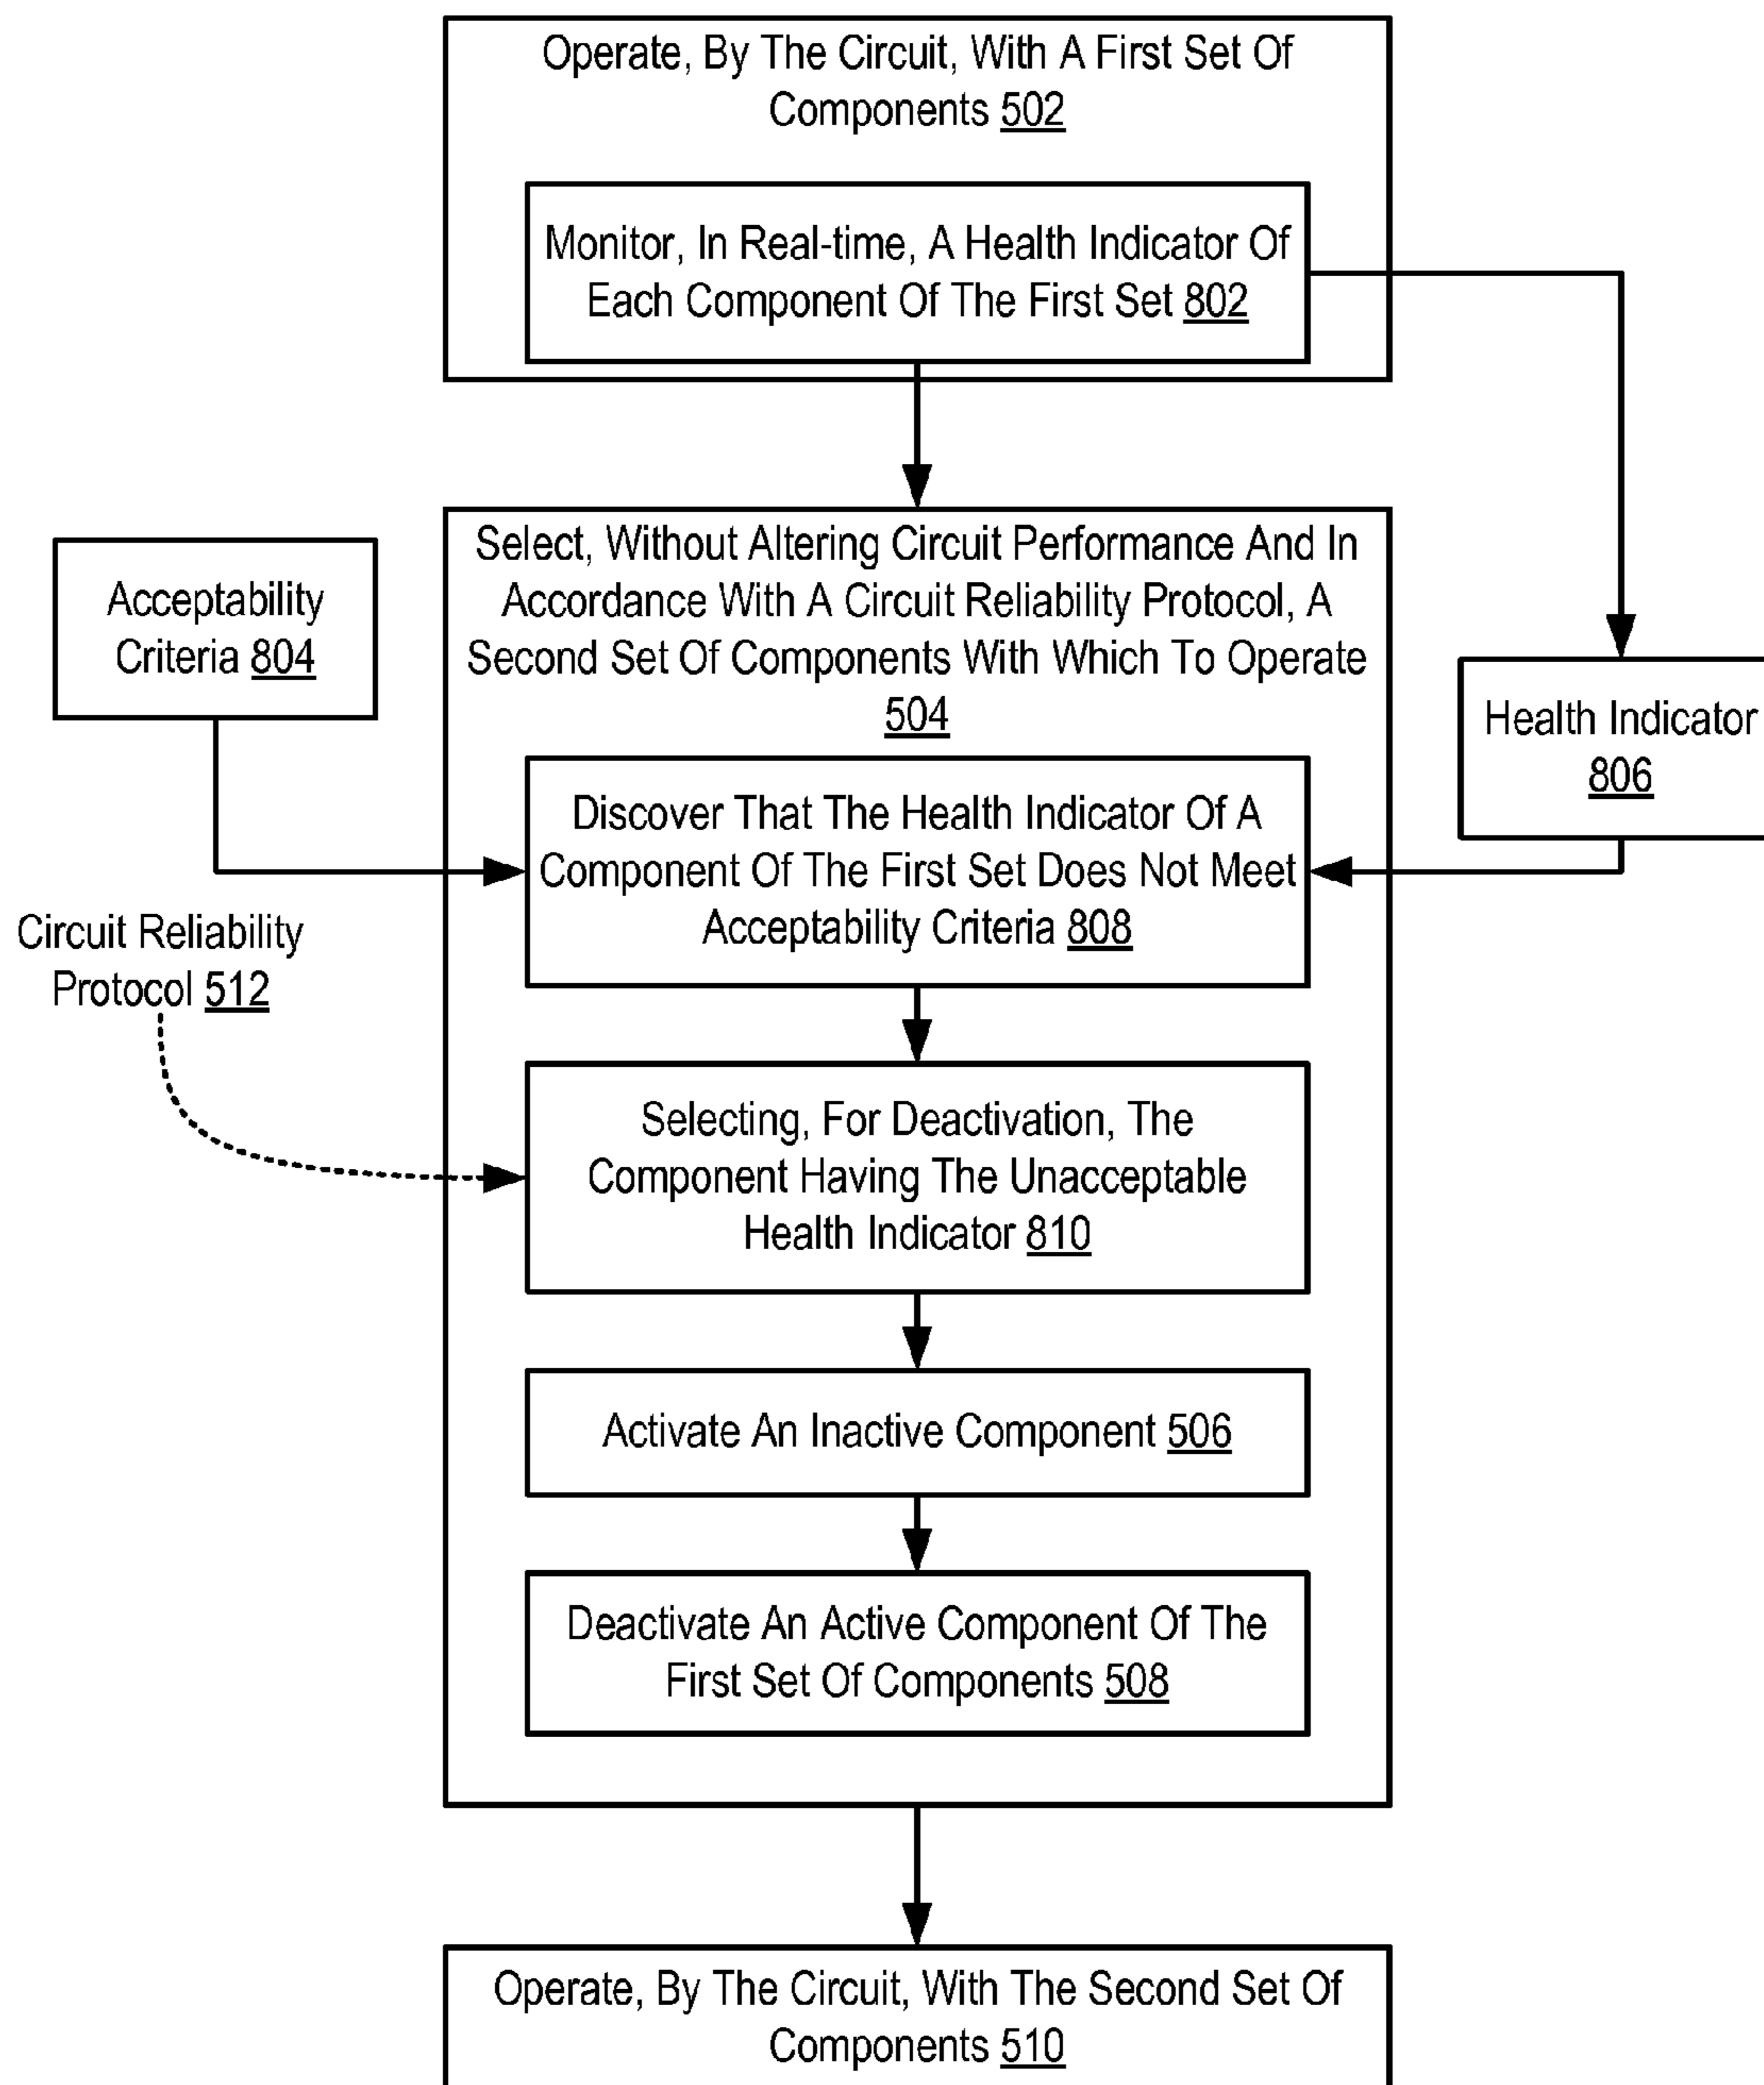 Operate, By The Circuit, With A First Set Of
Components 502
Monitor, In Real-time, A Health Indicator Of
Each Component Of The First Set 802
Select, Without Altering Circuit Performance And In
Accordance With A Circuit Reliability Protocol, A
Second Set Of Components With Which To Operate
504
Acceptability
Criteria 804
Health Indicator
806
Discover That The Health Indicator Of A
Component Of The First Set Does Not Meet
Acceptability Criteria 808
Circuit Reliability
Protocol 512
Selecting, For Deactivation, The
Component Having The Unacceptable
Health Indicator 810
Activate An Inactive Component 506
Deactivate An Active Component Of The
First Set Of Components 508
Operate, By The Circuit, With The Second Set Of
Components 510